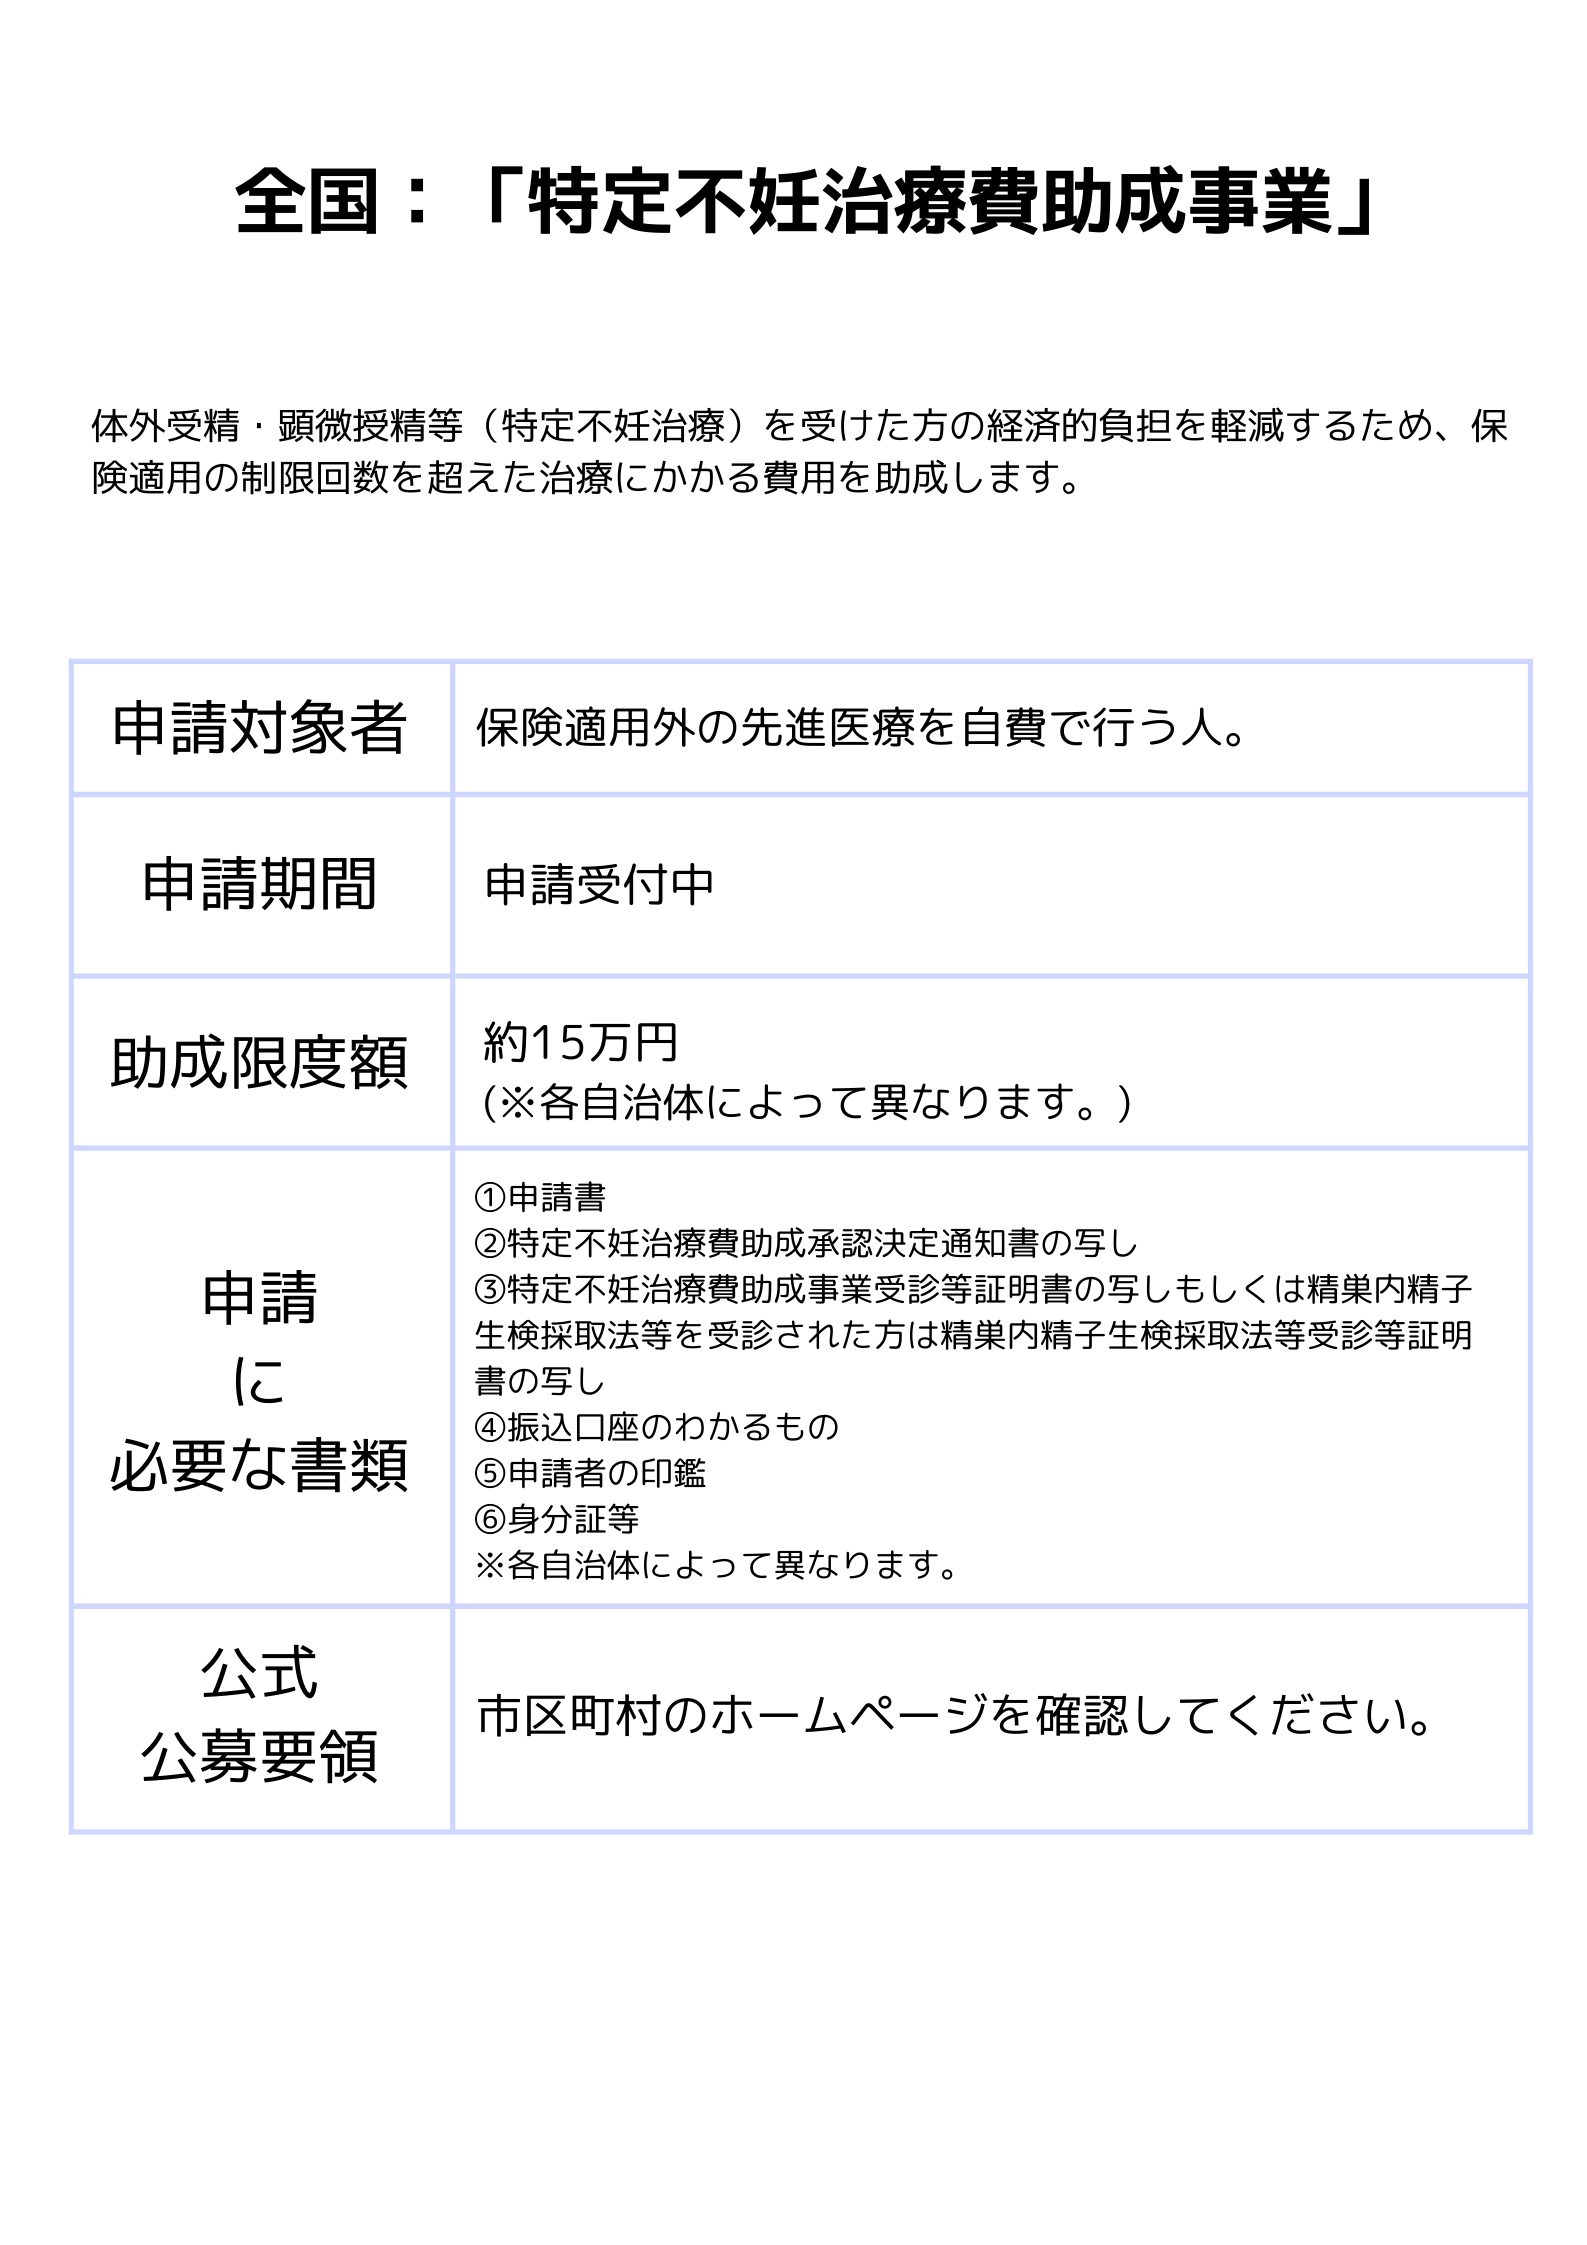 全国：「特定不妊治療費助成事業」
体外受精・顕微授精等（特定不妊治療）を受けた方の経済的負担を軽減するため、保
険適用の制限回数を超えた治療にかかる費用を助成します。
申請対象者
保険適用外の先進医療を自費で行う人。
申請期間
申請受付中
助成限度額
約15万円
(※各自治体によって異なります。)
申請
に
必要な書類
①申請書
②特定不妊治療費助成承認決定通知書の写し
③特定不妊治療費助成事業受診等証明書の写しもしくは精巣内精子
生検採取法等を受診された方は精巣内精子生検採取法等受診等証明
書の写し
④振込口座のわかるもの
⑤申請者の印鑑
⑥身分証等
※各自治体によって異なります。
公式
公募要領
市区町村のホームページを確認してください。